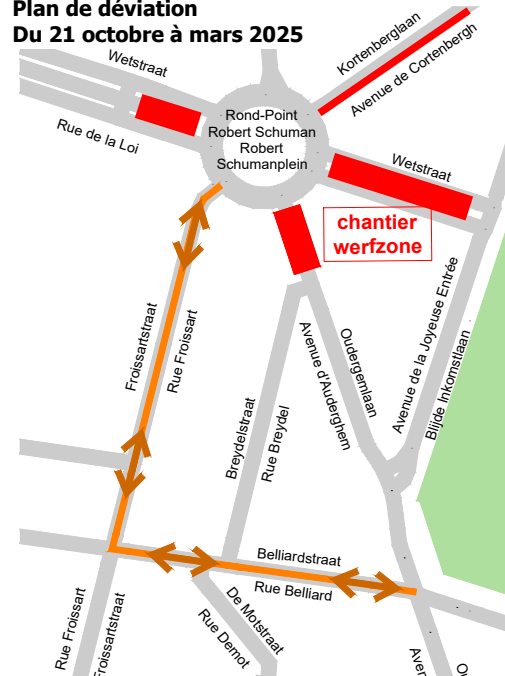 Plan de déviation
Du 21 octobre à mars 2025
Wetstraat
Rue de la Loi
Kortenberglaan
Avenue de Cortenbergh
Rond-Point
Robert Schuman
Robert
Schumanplein
Wetstraat
chantier
werfzone
Froissartstraat
Rue Froissart
Breydelstraat
Rue Breydel
Avenue d'Auderghem
Oudergemlaan
Avenue de la Joyeuse Entrée
Blijde Inkomstlaan
Belliardstraat
Rue Belliard
De Motstraat
Rue Demot
Rue Froissart
Froissartstraat